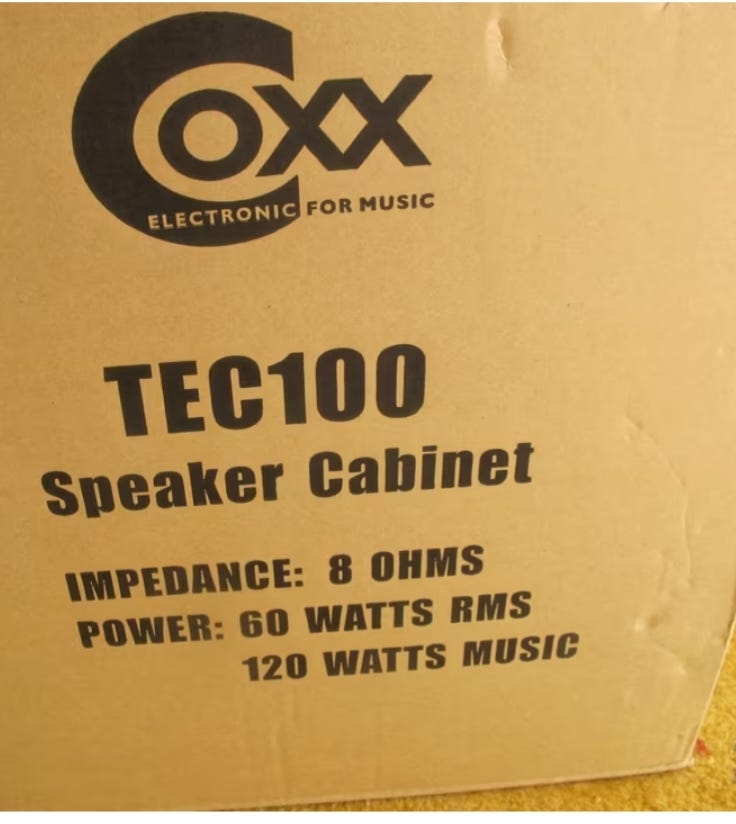 Coxx
ELECTRONIC FOR MUSIC
TEC100
Speaker Cabinet
IMPEDANCE: 8 OHMS
POWER: 60 WATTS RMS
120 WATTS MUSIC